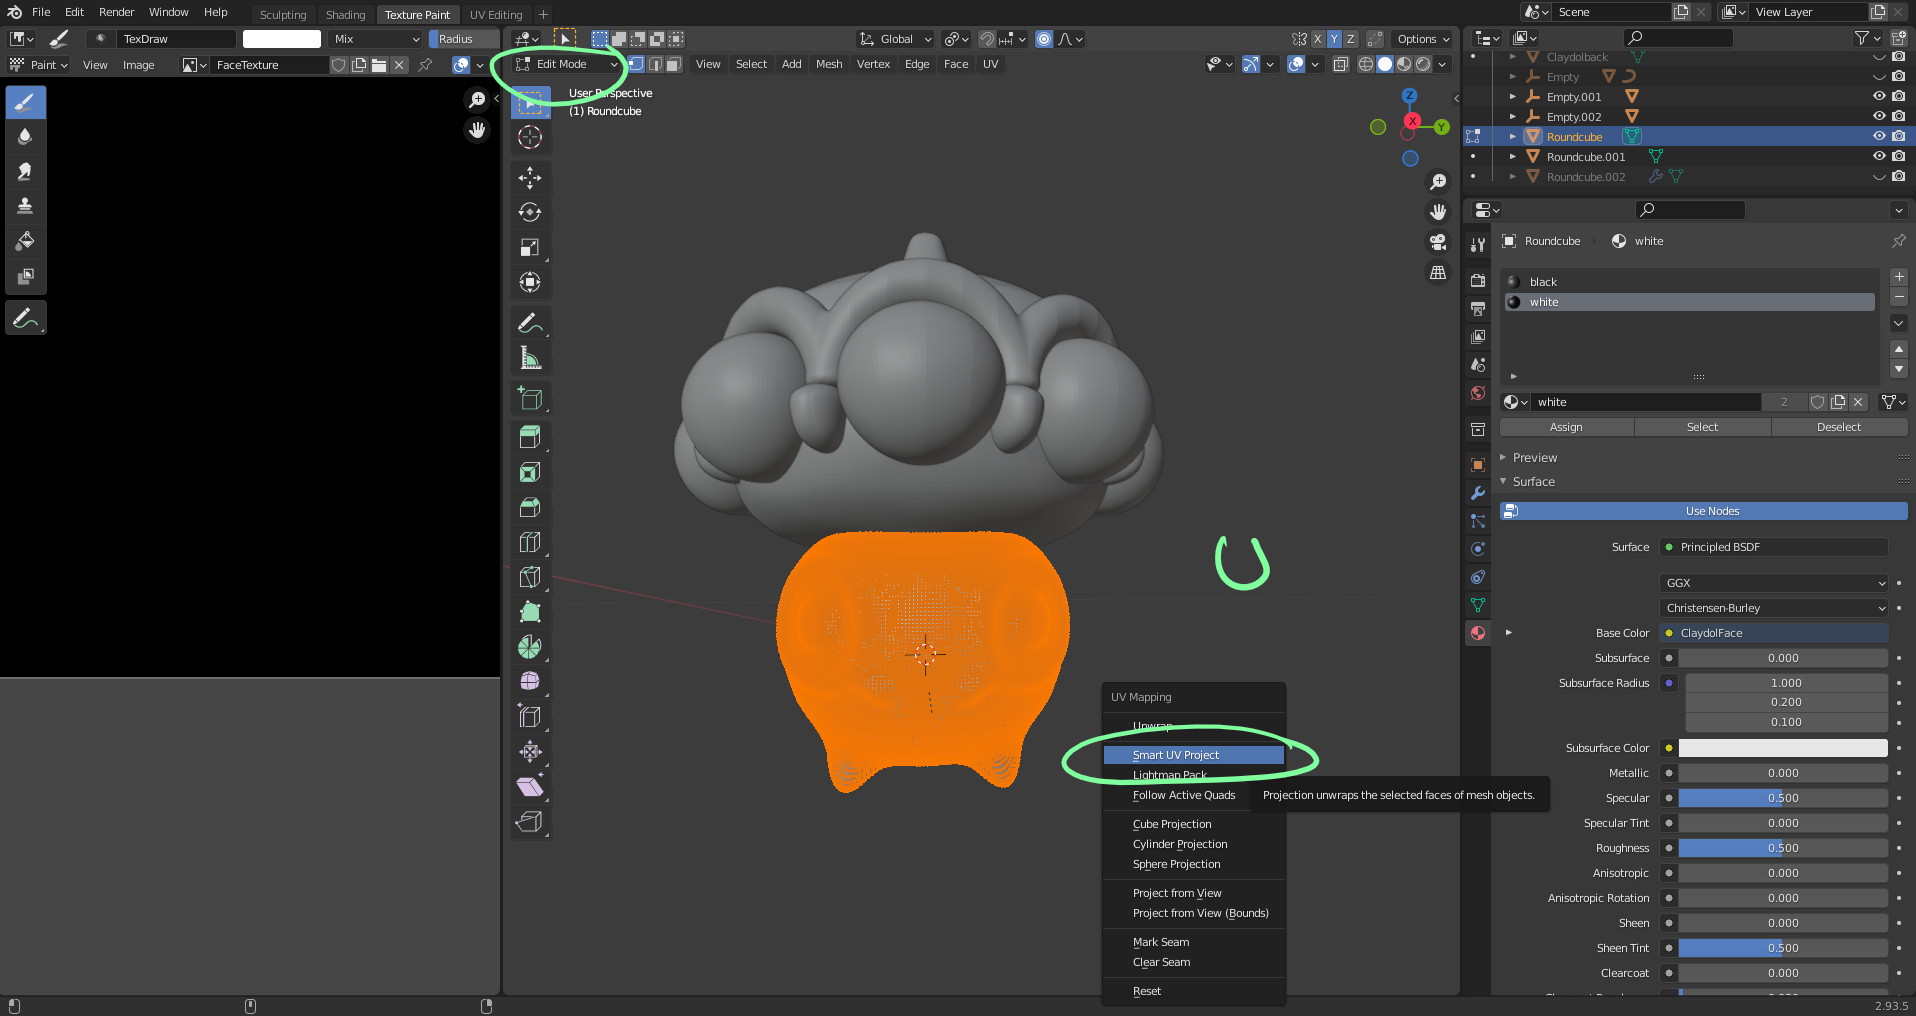 File Edit Render Window Help Sculpting Shading Texture Paint UV Editing Scene View Layer
TexDraw Mix Radius Global X Y Z Options
Paint View Image FaceTexture Edit Mode View Select Add Mesh Vertex Edge Face UV
User Perspective
(1) Roundcube
Z
X
Y
U
UV Mapping
Unwrap
Smart UV Project
Lightmap Pack
Follow Active Quads
Projection unwraps the selected faces of mesh objects.
Cube Projection
Cylinder Projection
Sphere Projection
Project from View
Project from View (Bounds)
Mark Seam
Clear Seam
Reset
Claydolback
Empty
Empty.001
Empty.002
Roundcube
Roundcube.001
Roundcube.002
Roundcube white
black
white
white 2
Assign Select Deselect
Preview
Surface
Use Nodes
Surface Principled BSDF
GGX
Christensen-Burley
Base Color ClaydolFace
Subsurface 0.000
Subsurface Radius 1.000
0.200
0.100
Subsurface Color
Metallic 0.000
Specular 0.500
Specular Tint 0.000
Roughness 0.500
Anisotropic 0.000
Anisotropic Rotation 0.000
Sheen 0.000
Sheen Tint 0.500
Clearcoat 0.000
2.93.5